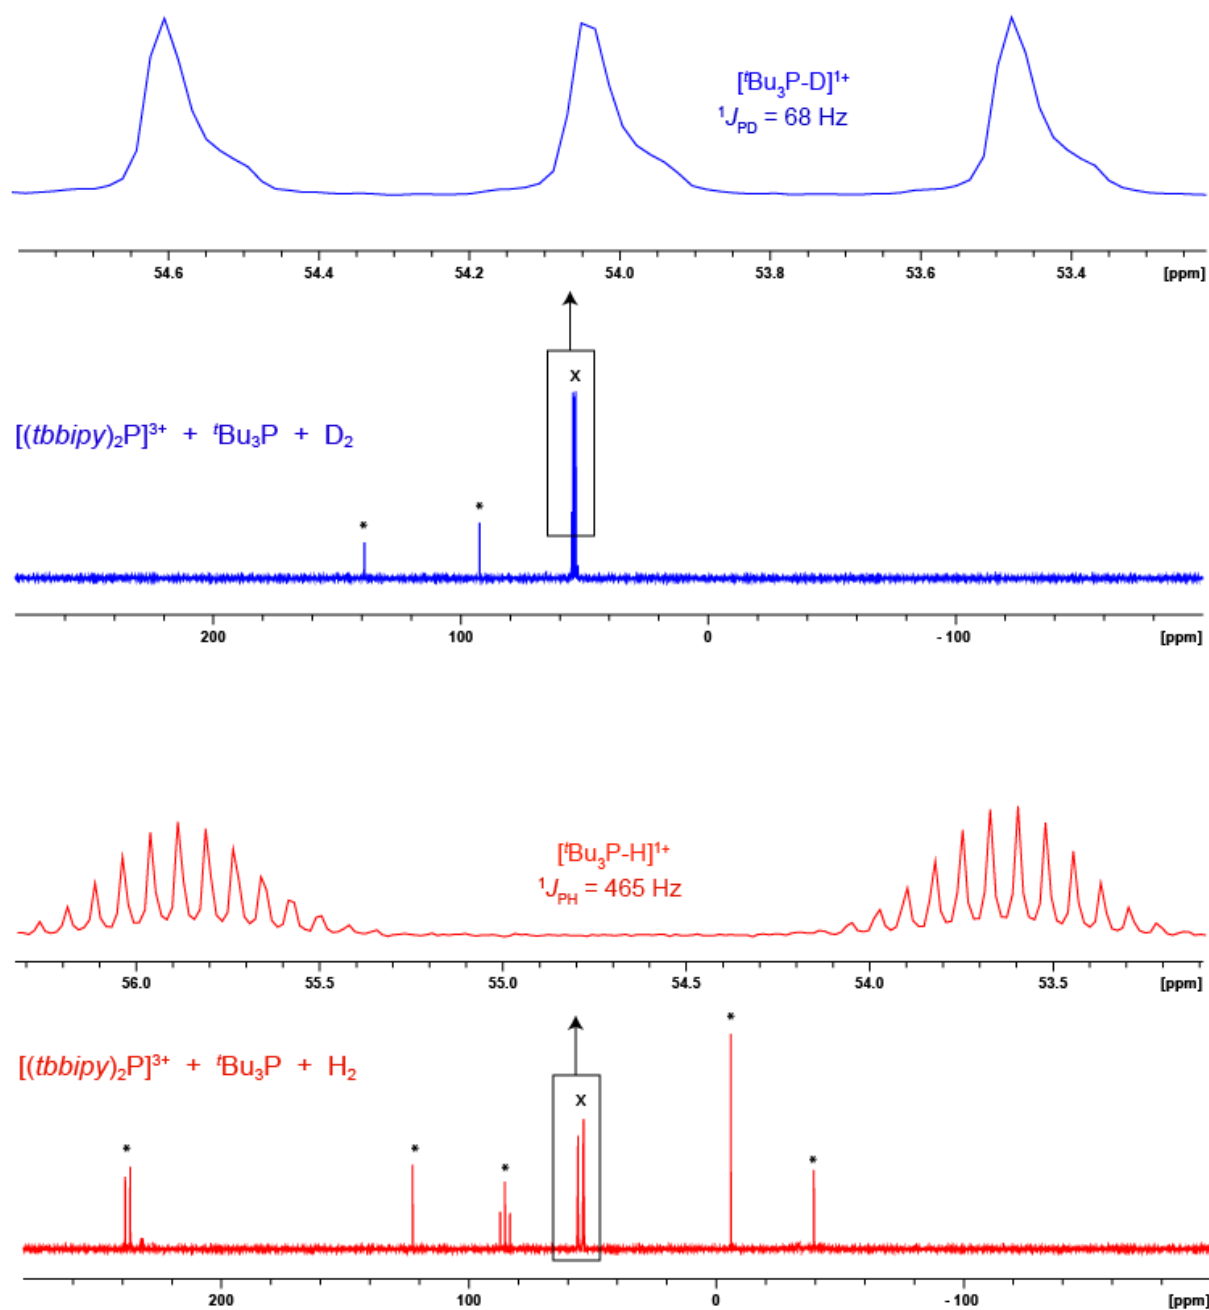 [ᵗBu₃P-D]¹⁺
¹J_PD = 68 Hz
54.6 54.4 54.2 54.0 53.8 53.6 53.4 [ppm]
x
[(tbbipy)₂P]³⁺ + ᵗBu₃P + D₂
* *
200 100 0 - 100 [ppm]
[ᵗBu₃P-H]¹⁺
¹J_PH = 465 Hz
56.0 55.5 55.0 54.5 54.0 53.5 [ppm]
*
[(tbbipy)₂P]³⁺ + ᵗBu₃P + H₂
x
* * * *
200 100 0 - 100 [ppm]